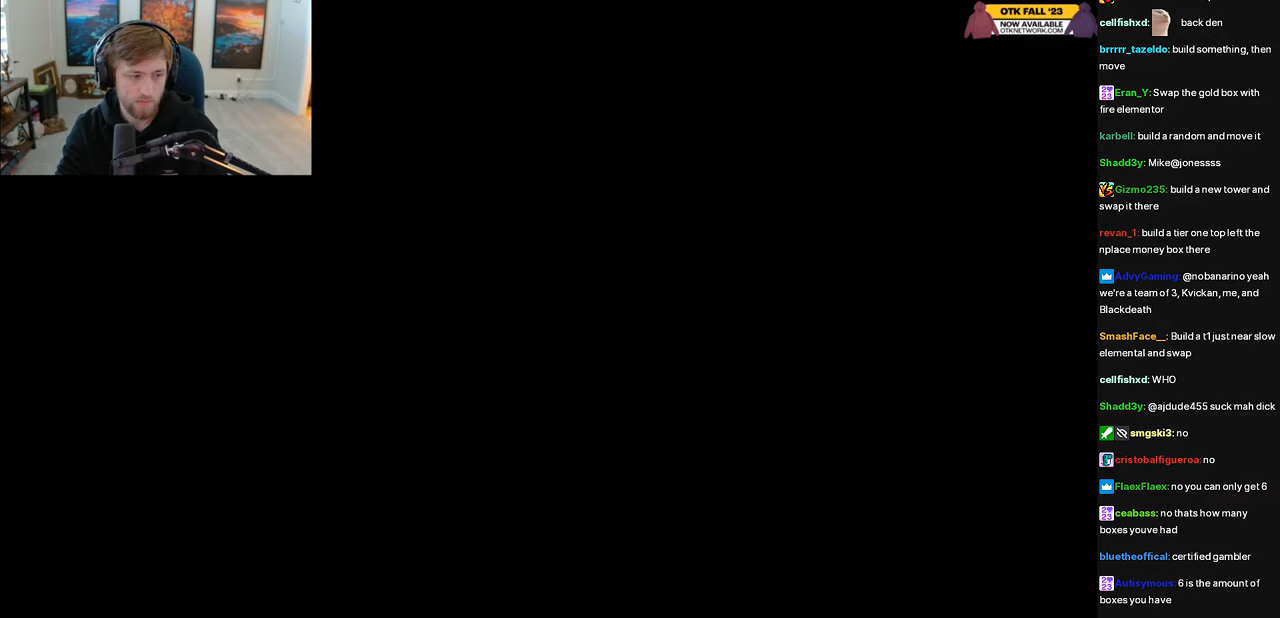 OTK FALL '23
NOW AVAILABLE
OTKNETWORK.COM
cellfishxd: back den
brrrrr_tazeldo: build something, then
move
Eran_Y: Swap the gold box with
fire elementor
karbell: build a random and move it
Shadd3y: Mike@jonessss
Gizmo235: build a new tower and
swap it there
revan_1: build a tier one top left the
nplace money box there
AdvyGaming: @nobanarino yeah
we're a team of 3, Kvickan, me, and
Blackdeath
SmashFace__: Build a t1 just near slow
elemental and swap
cellfishxd: WHO
Shadd3y: @ajdude455 suck mah dick
smgski3: no
cristobalfigueroa: no
FlaexFlaex: no you can only get 6
ceabass: no thats how many
boxes youve had
bluetheoffical: certified gambler
Autisymous: 6 is the amount of
boxes you have